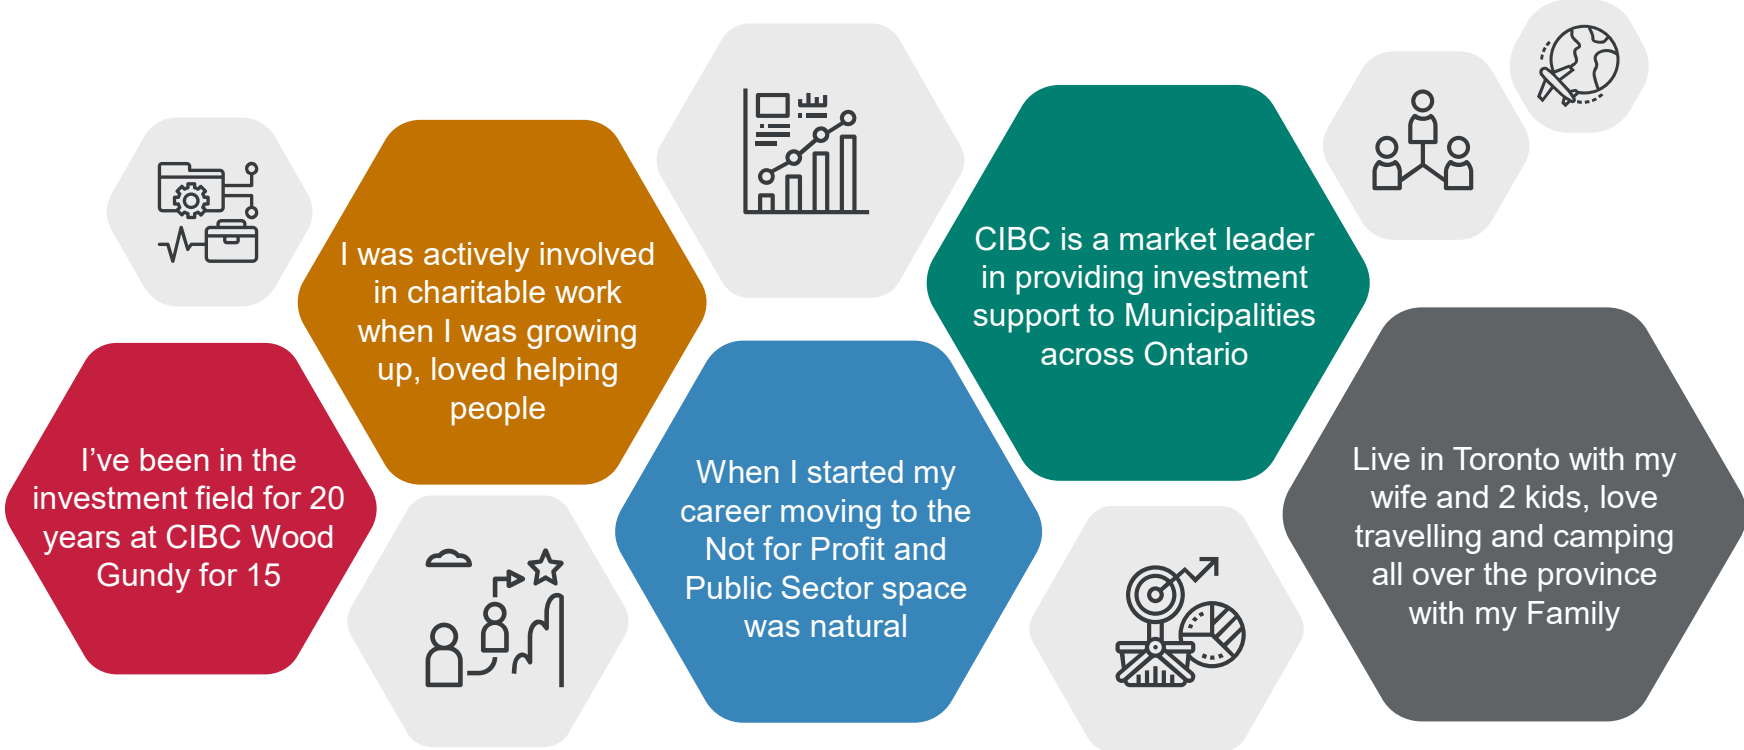 I’ve been in the
investment field for 20
years at CIBC Wood
Gundy for 15
I was actively involved
in charitable work
when I was growing
up, loved helping
people
When I started my
career moving to the
Not for Profit and
Public Sector space
was natural
CIBC is a market leader
in providing investment
support to Municipalities
across Ontario
Live in Toronto with my
wife and 2 kids, love
travelling and camping
all over the province
with my Family